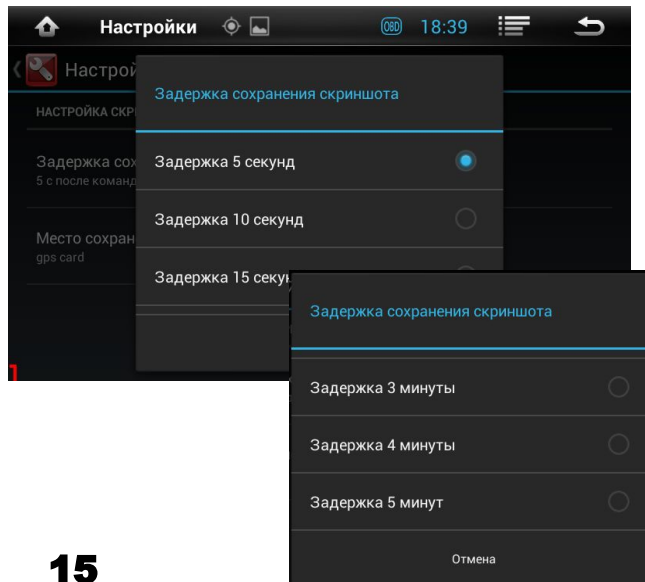 Настройки
OBD
18:39
Настрой
НАСТРОЙКА СКР
Задержка сох
5 с после команд
Место сохран
gps card
Задержка сохранения скриншота
Задержка 5 секунд
Задержка 10 секунд
Задержка 15 секун
Задержка сохранения скриншота
Задержка 3 минуты
Задержка 4 минуты
Задержка 5 минут
Отмена
15